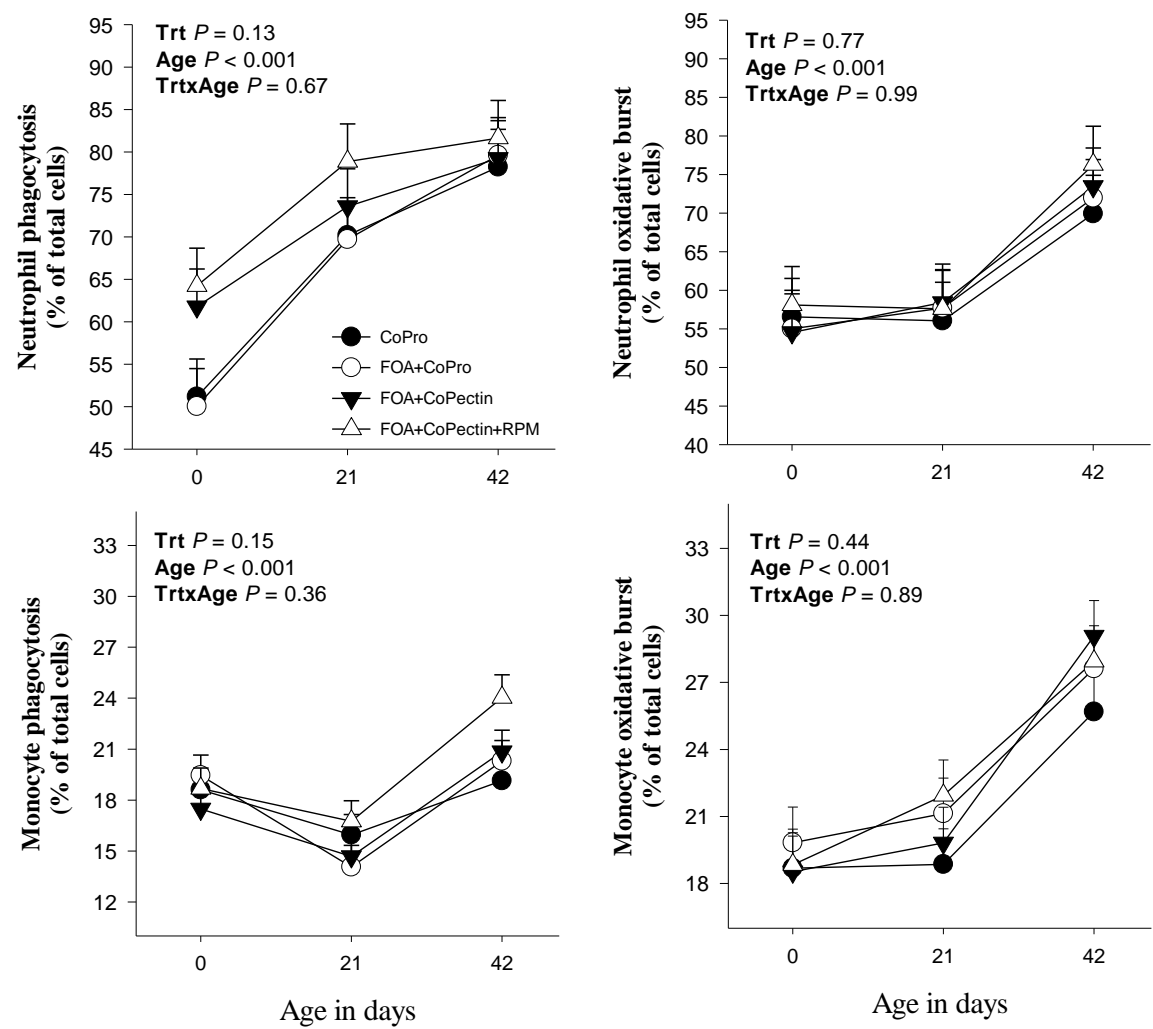 Neutrophil phagocytosis
(% of total cells)
95
90
85
80
75
70
65
60
55
50
45
Trt P = 0.13
Age P < 0.001
TrtxAge P = 0.67
CoPro
FOA+CoPro
FOA+CoPectin
FOA+CoPectin+RPM
0 21 42
Neutrophil oxidative burst
(% of total cells)
95
90
85
80
75
70
65
60
55
50
45
40
Trt P = 0.77
Age P < 0.001
TrtxAge P = 0.99
0 21 42
Monocyte phagocytosis
(% of total cells)
33
30
27
24
21
18
15
12
Trt P = 0.15
Age P < 0.001
TrtxAge P = 0.36
0 21 42
Age in days
Monocyte oxidative burst
(% of total cells)
33
30
27
24
21
18
Trt P = 0.44
Age P < 0.001
TrtxAge P = 0.89
0 21 42
Age in days